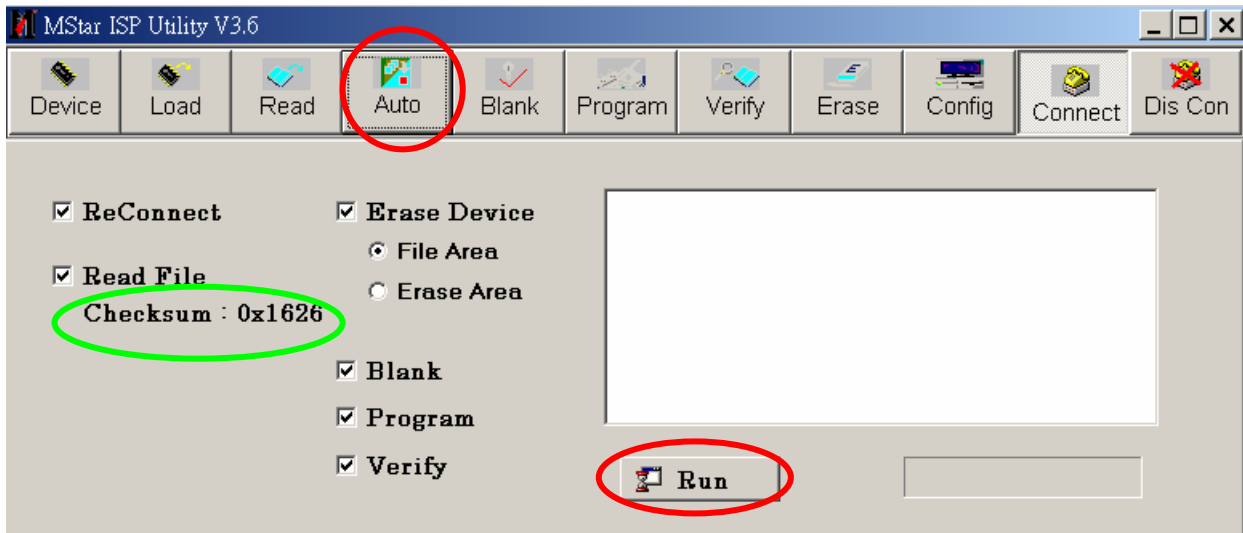 MStar ISP Utility V3.6
Device Load Read Auto Blank Program Verify Erase Config Connect Dis Con
ReConnect
Read File
Checksum : 0x1626
Erase Device
File Area
Erase Area
Blank
Program
Verify
Run